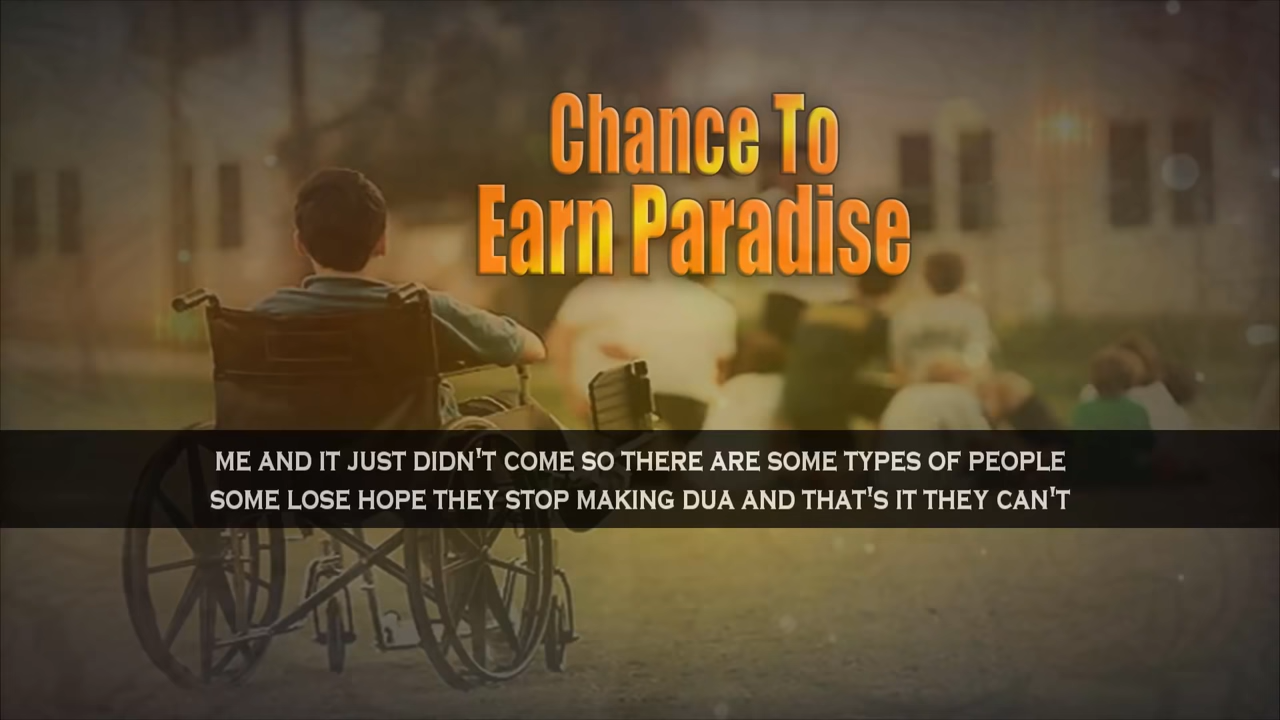 Chance To
Earn Paradise
ME AND IT JUST DIDN'T COME SO THERE ARE SOME TYPES OF PEOPLE
SOME LOSE HOPE THEY STOP MAKING DUA AND THAT'S IT THEY CAN'T